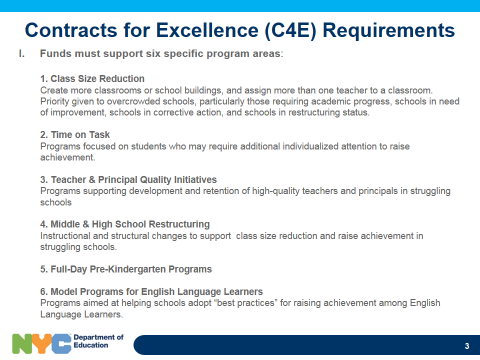 Contracts for Excellence (C4E) Requirements
I. Funds must support six specific program areas:
1. Class Size Reduction
Create more classrooms or school buildings, and assign more than one teacher to a classroom.
Priority given to overcrowded schools, particularly those requiring academic progress, schools in need
of improvement, schools in corrective action, and schools in restructuring status.
2. Time on Task
Programs focused on students who may require additional individualized attention to raise
achievement.
3. Teacher & Principal Quality Initiatives
Programs supporting development and retention of high-quality teachers and principals in struggling
schools
4. Middle & High School Restructuring
Instructional and structural changes to support class size reduction and raise achievement in
struggling schools.
5. Full-Day Pre-Kindergarten Programs
6. Model Programs for English Language Learners
Programs aimed at helping schools adopt “best practices” for raising achievement among English
Language Learners.
NYC
Department of
Education
3